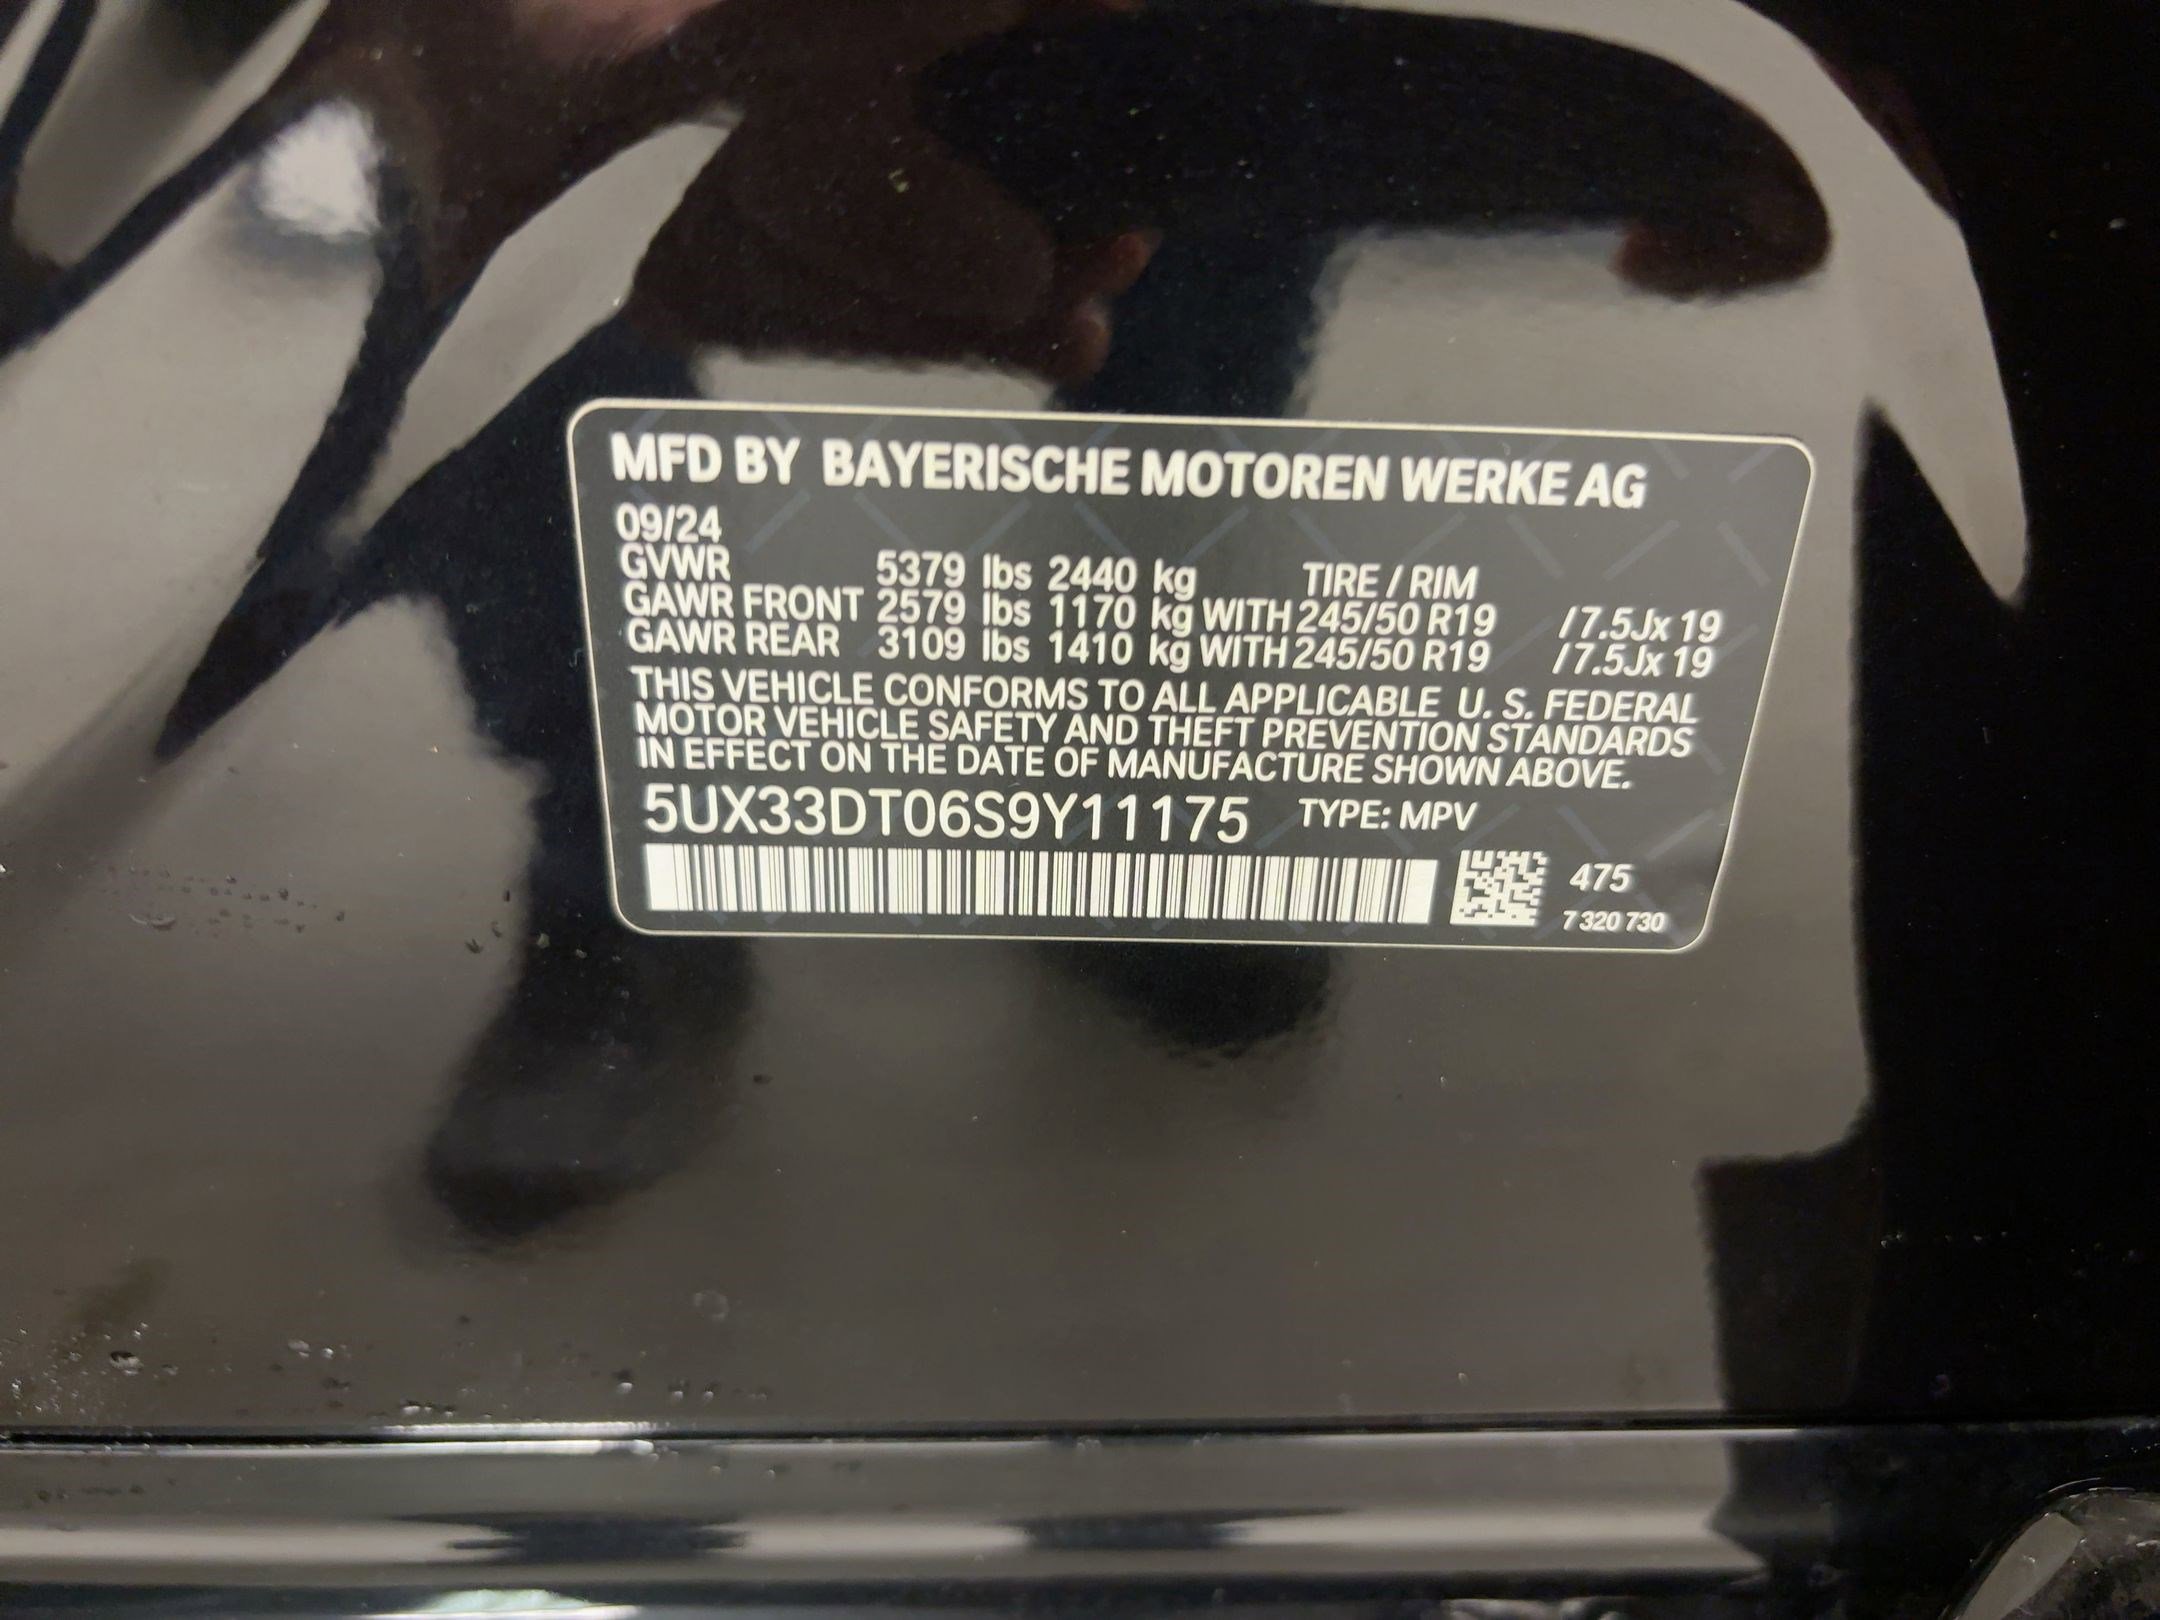 MFD BY BAYERISCHE MOTOREN WERKE AG
09/24
GVWR 5379 lbs 2440 kg TIRE / RIM
GAWR FRONT 2579 lbs 1170 kg WITH 245/50 R19 / 7.5Jx 19
GAWR REAR 3109 lbs 1410 kg WITH 245/50 R19 / 7.5Jx 19
THIS VEHICLE CONFORMS TO ALL APPLICABLE U. S. FEDERAL
MOTOR VEHICLE SAFETY AND THEFT PREVENTION STANDARDS
IN EFFECT ON THE DATE OF MANUFACTURE SHOWN ABOVE.
5UX33DT06S9Y11175 TYPE: MPV
475
7 320 730